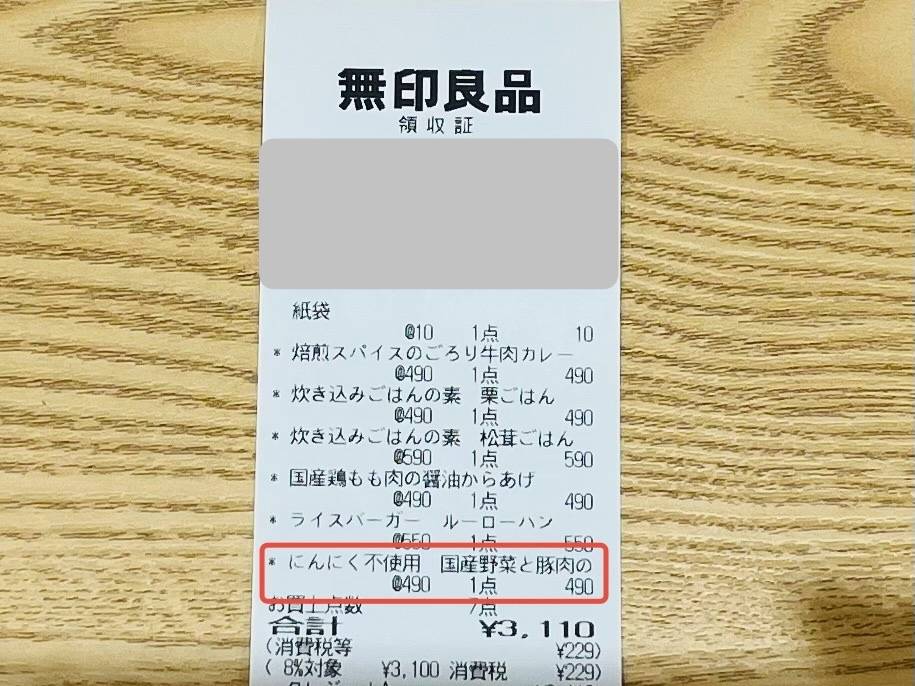 無印良品
領収証
紙袋
@10 1点 10
* 焙煎スパイスのごろり牛肉カレー
@490 1点 490
* 炊き込みごはんの素 栗ごはん
@490 1点 490
* 炊き込みごはんの素 松茸ごはん
@590 1点 590
* 国産鶏もも肉の醤油からあげ
@490 1点 490
* ライスバーガー ルーローハン
@550 1点 550
* にんにく不使用 国産野菜と豚肉の
@490 1点 490
お買上点数 7点
合計 ¥3,110
(消費税等 ¥229)
( 8%対象 ¥3,100 消費税 ¥229)